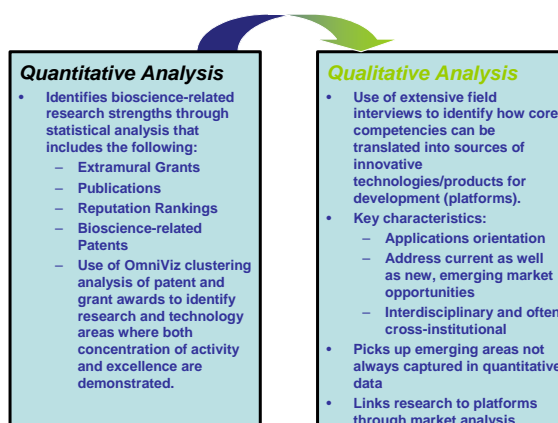 Quantitative Analysis
• Identifies bioscience-related
research strengths through
statistical analysis that
includes the following:
– Extramural Grants
– Publications
– Reputation Rankings
– Bioscience-related
Patents
– Use of OmniViz clustering
analysis of patent and
grant awards to identify
research and technology
areas where both
concentration of activity
and excellence are
demonstrated.
Qualitative Analysis
• Use of extensive field
interviews to identify how core
competencies can be
translated into sources of
innovative
technologies/products for
development (platforms).
• Key characteristics:
– Applications orientation
– Address current as well
as new, emerging market
opportunities
– Interdisciplinary and often
cross-institutional
• Picks up emerging areas not
always captured in quantitative
data
• Links research to platforms
through market analysis